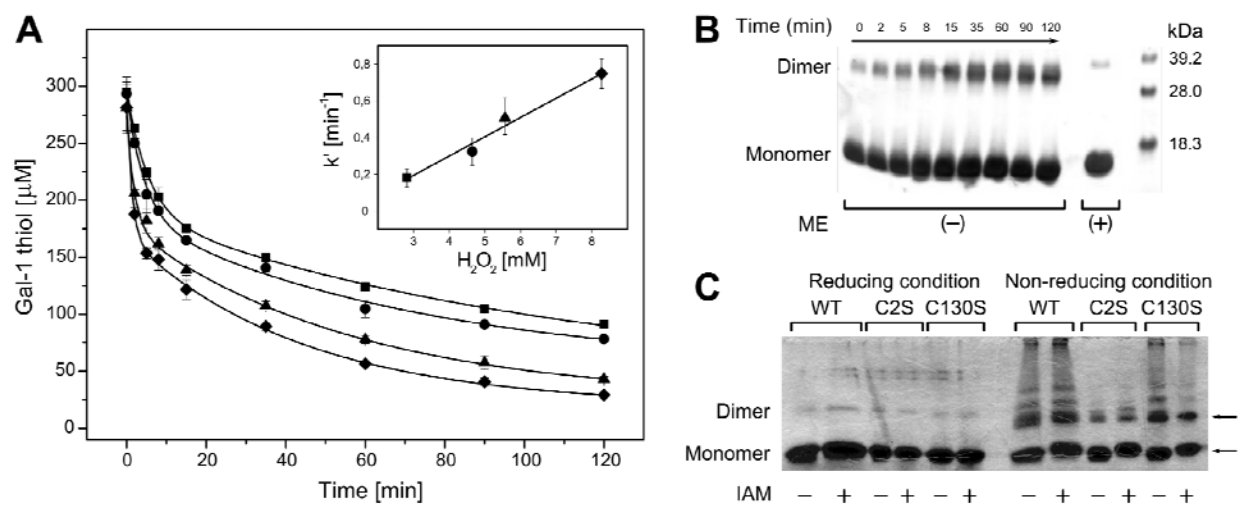 A
Gal-1 thiol [µM]
300
250
200
150
100
50
0
0 20 40 60 80 100 120
Time [min]
k' [min-1]
0,8
0,6
0,4
0,2
0
3 4 5 6 7 8
H2O2 [mM]
B
Time (min) 0 2 5 8 15 35 60 90 120 kDa
Dimer 39.2
28.0
Monomer 18.3
ME (-) (+)
C
Reducing condition Non-reducing condition
WT C2S C130S WT C2S C130S
Dimer
Monomer
IAM − + − + − + − + − + − +